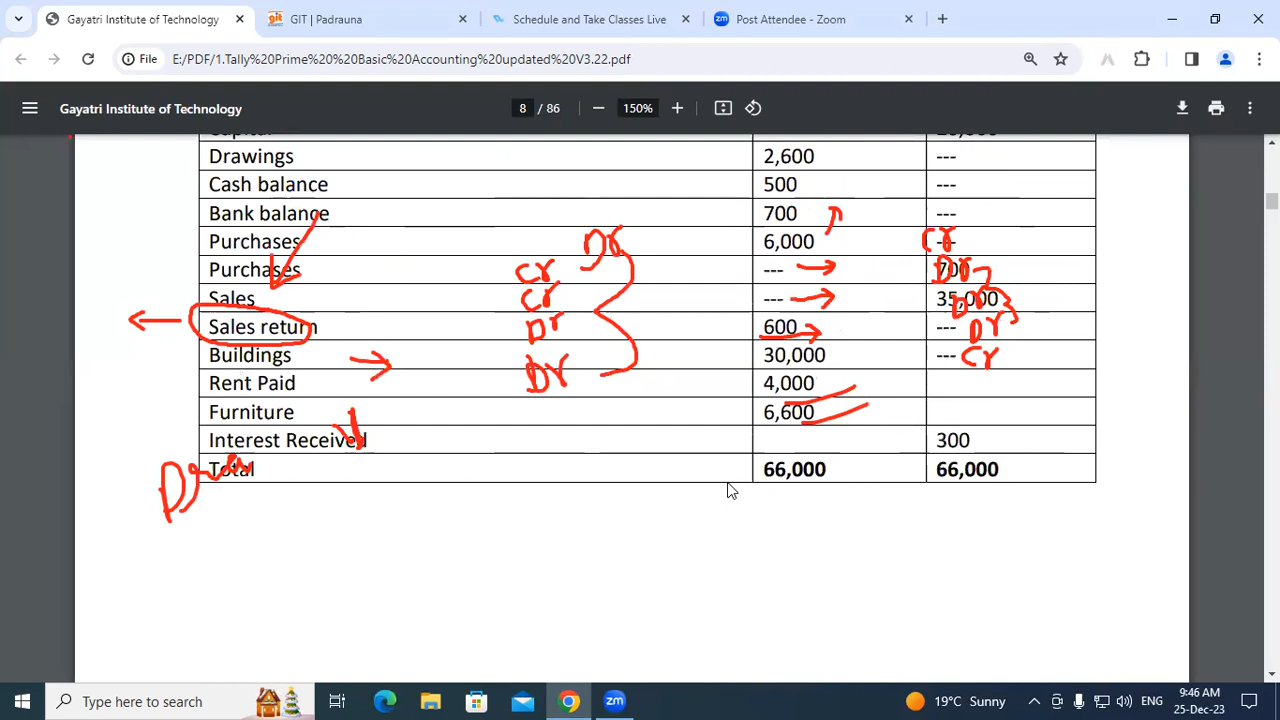 Gayatri Institute of Technology
GIT | Padrauna
Schedule and Take Classes Live
Post Attendee - Zoom
File E:/PDF/1.Tally%20Prime%20%20Basic%20Accounting%20updated%20V3.22.pdf
Gayatri Institute of Technology 8 / 86 150%
Capital
Drawings 2,600 ---
Cash balance 500 ---
Bank balance 700 ---
Purchases Dr 6,000 Cr ---
Purchases Cr --- Dr 700
Sales Cr --- Dr 35,000
Sales return Dr 600 Dr ---
Buildings Dr 30,000 --- Cr
Rent Paid 4,000
Furniture 6,600
Interest Received 300
Total 66,000 66,000
Dra
Type here to search
19°C Sunny
ENG
9:46 AM
25-Dec-23